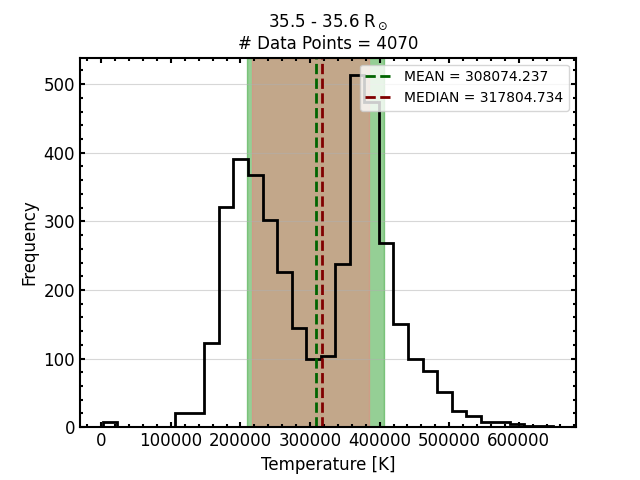 35.5 - 35.6 R⊙
# Data Points = 4070
MEAN = 308074.237
MEDIAN = 317804.734
Frequency
500
400
300
200
100
0
0 100000 200000 300000 400000 500000 600000
Temperature [K]